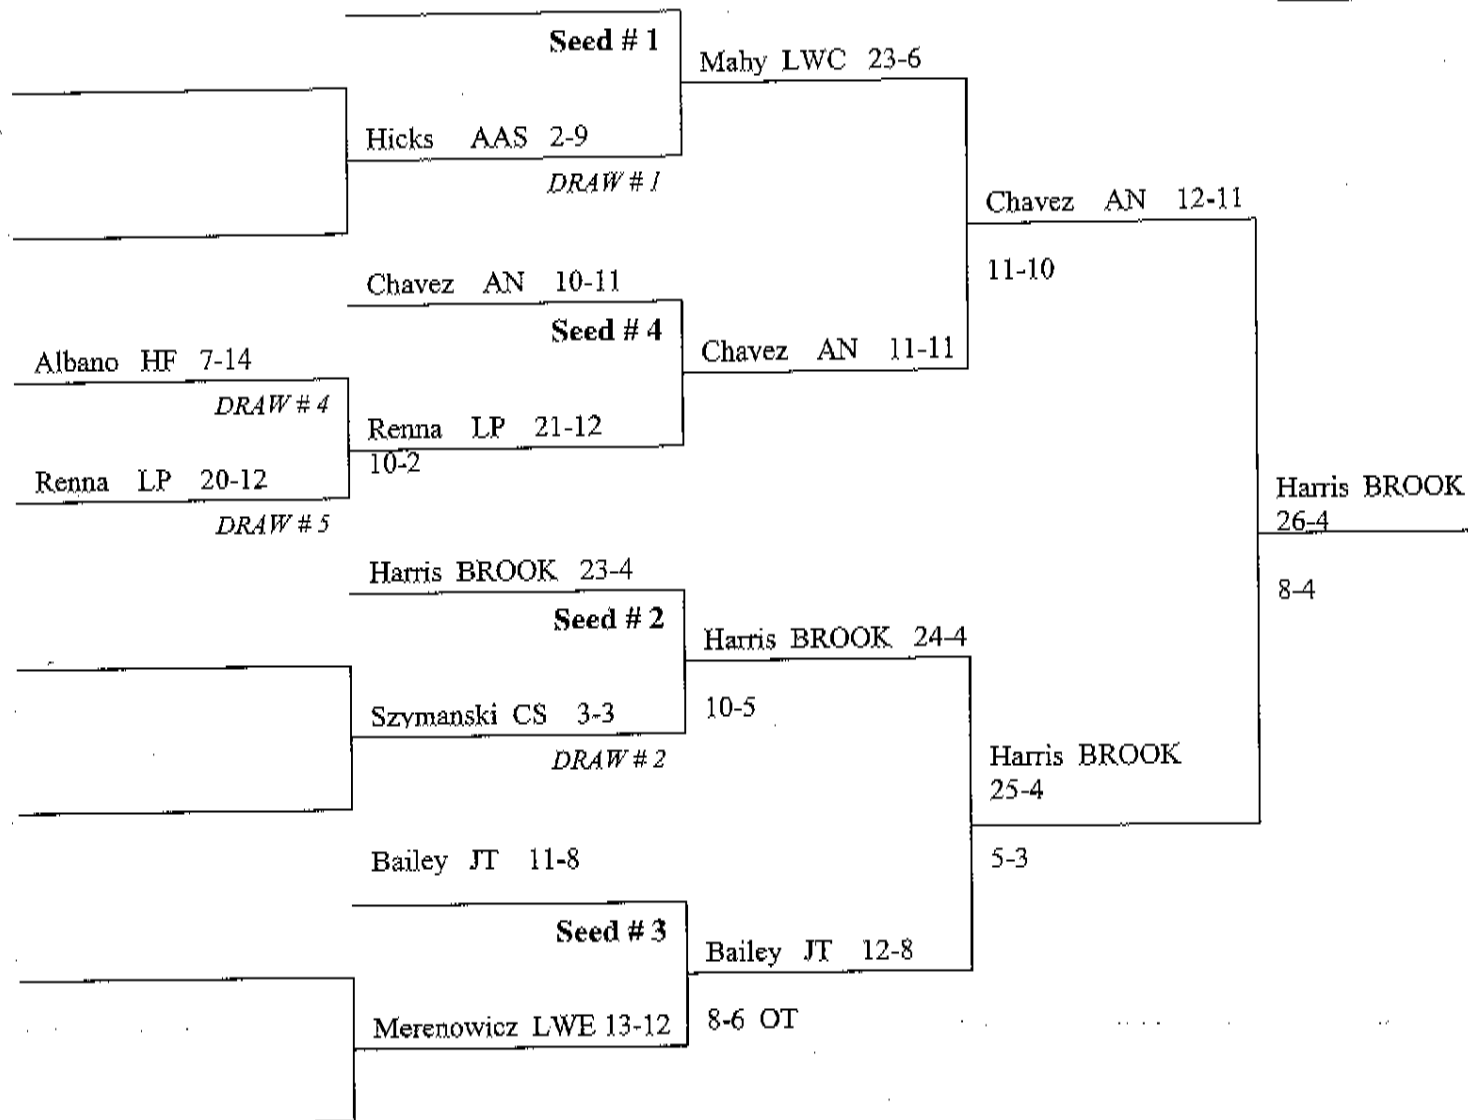 Seed # 1
Mahy LWC 23-6
Hicks AAS 2-9
DRAW # 1
Chavez AN 12-11
11-10
Chavez AN 10-11
Seed # 4
Chavez AN 11-11
Albano HF 7-14
DRAW # 4
Renna LP 21-12
10-2
Renna LP 20-12
DRAW # 5
Harris BROOK
26-4
8-4
Harris BROOK 23-4
Seed # 2
Harris BROOK 24-4
10-5
Szymanski CS 3-3
DRAW # 2
Harris BROOK
25-4
5-3
Bailey JT 11-8
Seed # 3
Bailey JT 12-8
8-6 OT
Merenowicz LWE 13-12